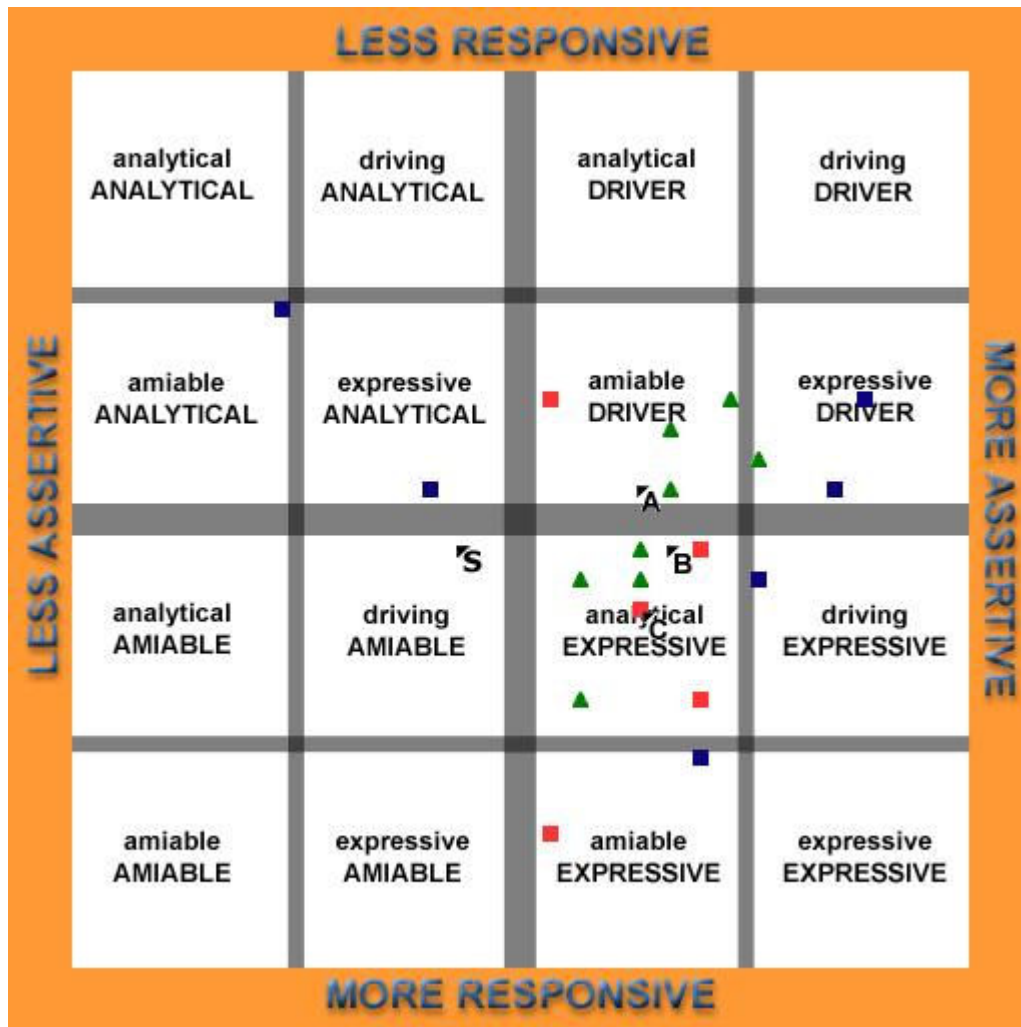 LESS RESPONSIVE
analytical
ANALYTICAL
driving
ANALYTICAL
analytical
DRIVER
driving
DRIVER
LESS ASSERTIVE
amiable
ANALYTICAL
expressive
ANALYTICAL
amiable
DRIVER
expressive
DRIVER
MORE ASSERTIVE
A
S
B
analytical
AMIABLE
driving
AMIABLE
analytical
EXPRESSIVE
C
driving
EXPRESSIVE
amiable
AMIABLE
expressive
AMIABLE
amiable
EXPRESSIVE
expressive
EXPRESSIVE
MORE RESPONSIVE